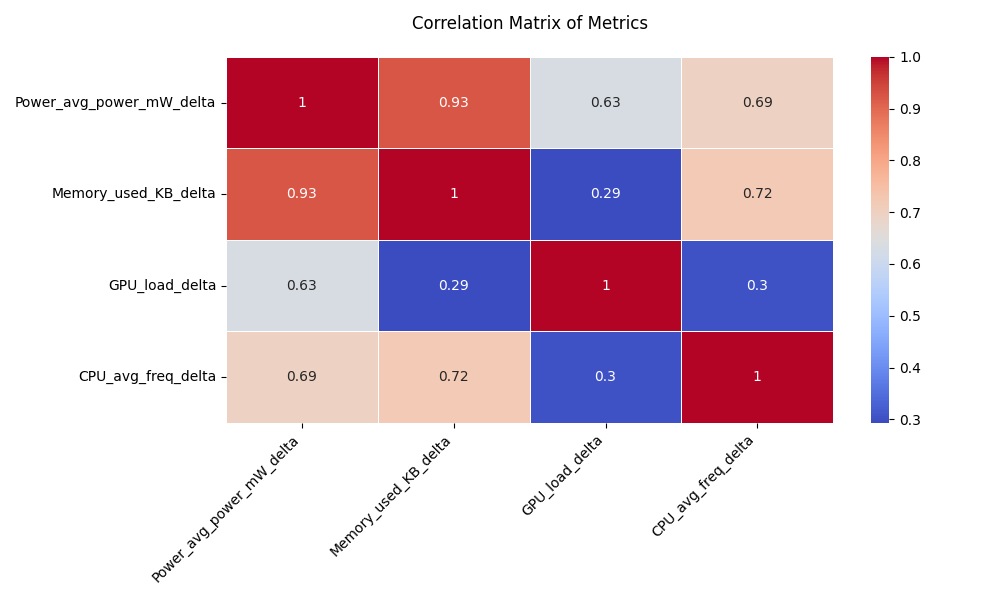 Correlation Matrix of Metrics
Power_avg_power_mW_delta
1
0.93
0.63
0.69
Memory_used_KB_delta
0.93
1
0.29
0.72
GPU_load_delta
0.63
0.29
1
0.3
CPU_avg_freq_delta
0.69
0.72
0.3
1
Power_avg_power_mW_delta
Memory_used_KB_delta
GPU_load_delta
CPU_avg_freq_delta
1.0
0.9
0.8
0.7
0.6
0.5
0.4
0.3